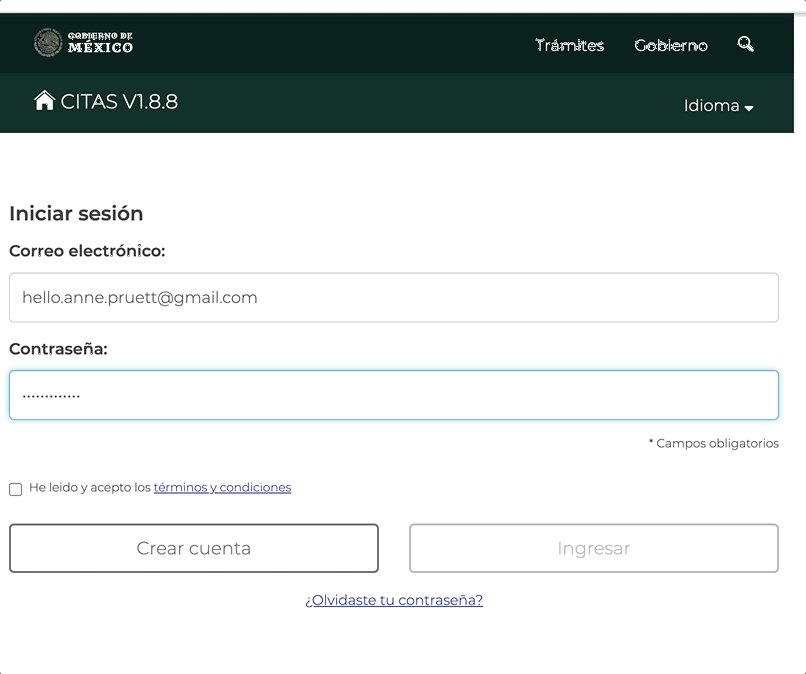 GOBIERNO DE
MÉXICO
Trámites
Gobierno
CITAS V1.8.8
Idioma
Iniciar sesión
Correo electrónico:
hello.anne.pruett@gmail.com
Contraseña:
•••••••••••••
* Campos obligatorios
He leido y acepto los términos y condiciones
Crear cuenta
Ingresar
¿Olvidaste tu contraseña?